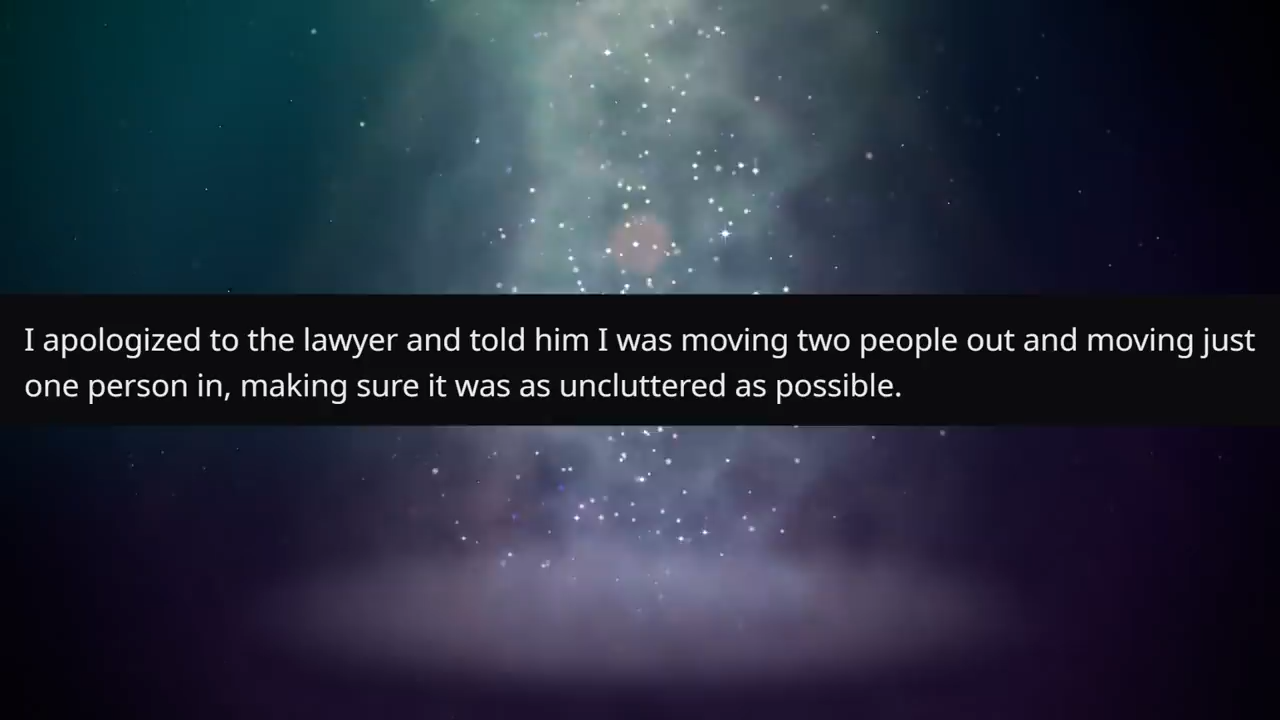 I apologized to the lawyer and told him I was moving two people out and moving just
one person in, making sure it was as uncluttered as possible.